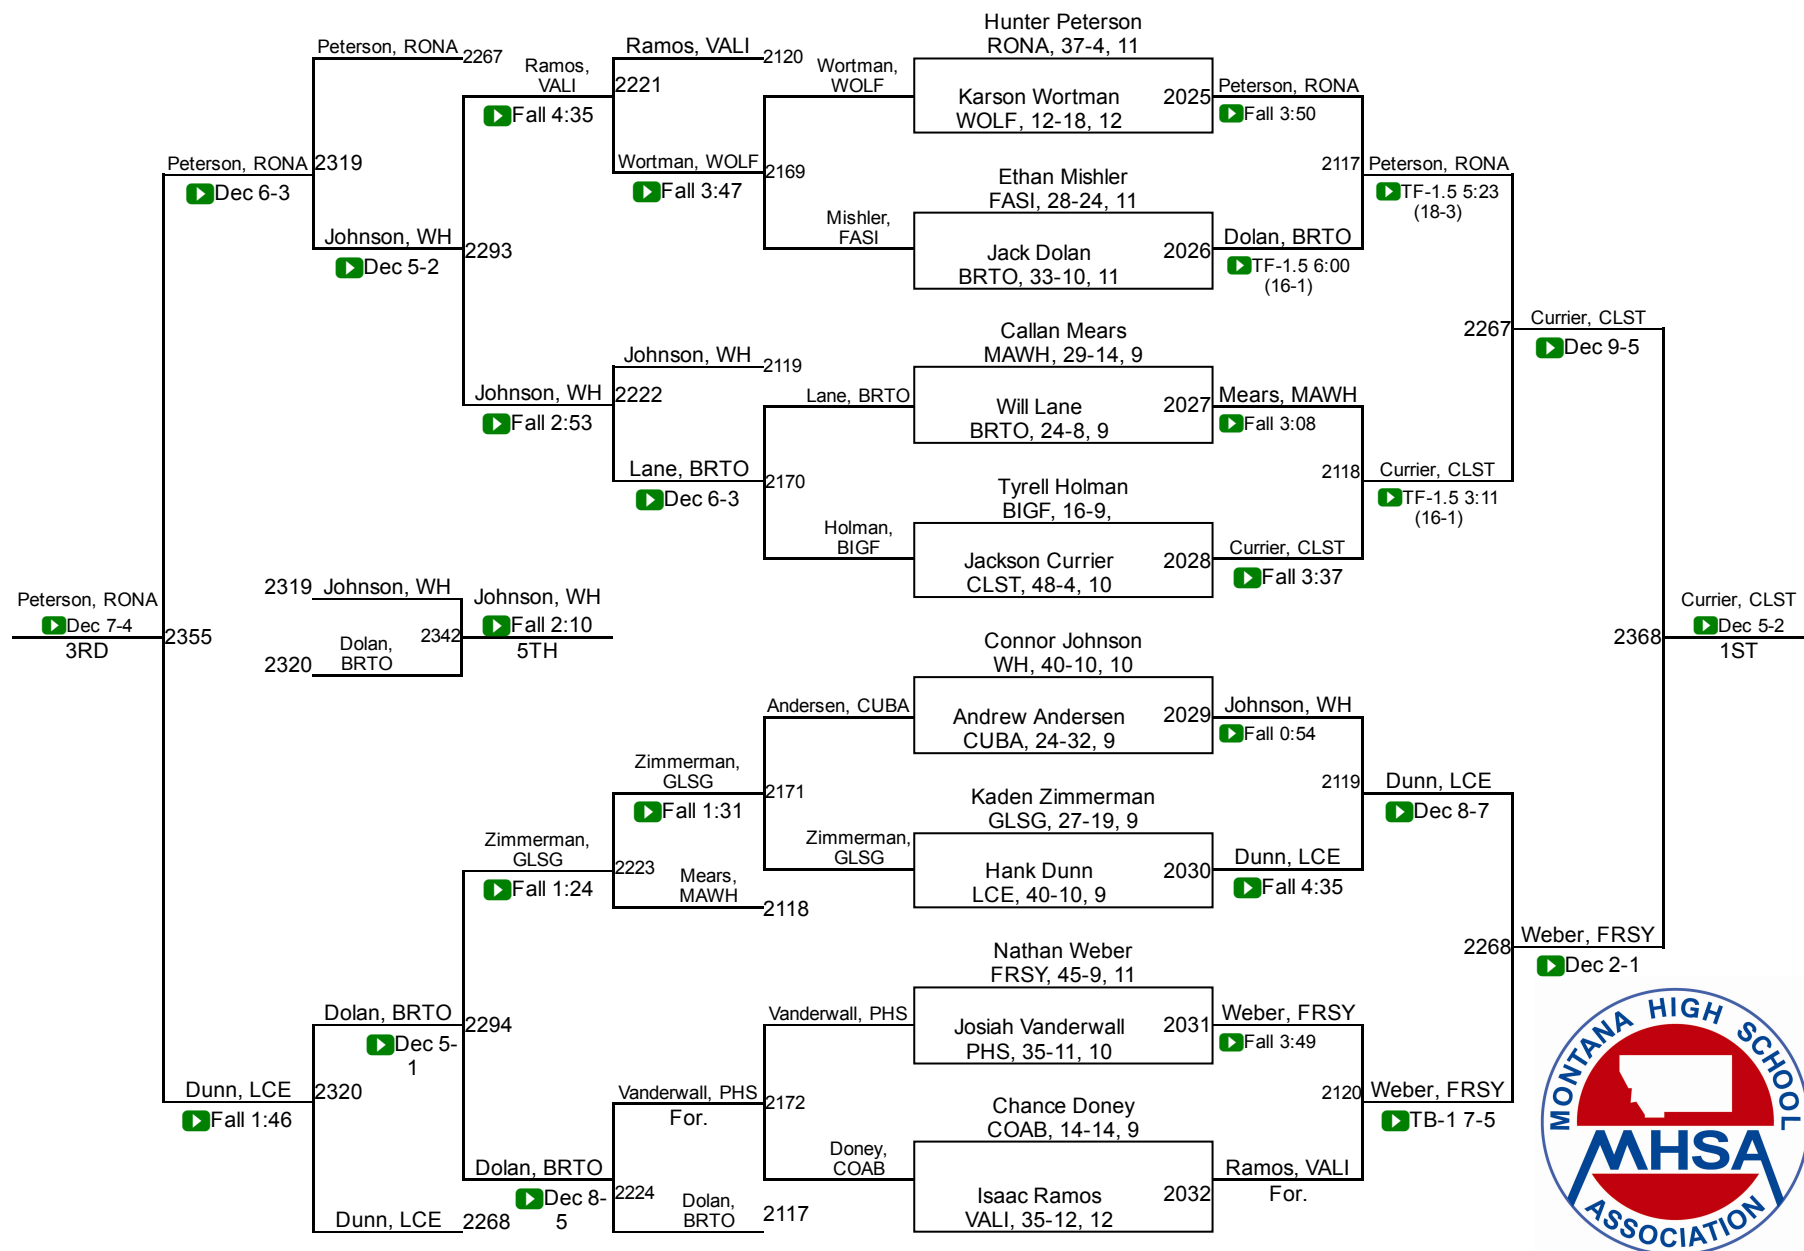 Hunter Peterson
RONA, 37-4, 11
Karson Wortman
WOLF, 12-18, 12
2025
Ethan Mishler
FASI, 28-24, 11
Jack Dolan
BRTO, 33-10, 11
2026
Callan Mears
MAWH, 29-14, 9
Will Lane
BRTO, 24-8, 9
2027
Tyrell Holman
BIGF, 16-9,
Jackson Currier
CLST, 48-4, 10
2028
Connor Johnson
WH, 40-10, 10
Andrew Andersen
CUBA, 24-32, 9
2029
Kaden Zimmerman
GLSG, 27-19, 9
Hank Dunn
LCE, 40-10, 9
2030
Nathan Weber
FRSY, 45-9, 11
Josiah Vanderwall
PHS, 35-11, 10
2031
Chance Doney
COAB, 14-14, 9
Isaac Ramos
VALI, 35-12, 12
2032
Peterson, RONA
Fall 3:50
Dolan, BRTO
TF-1.5 6:00
(16-1)
Mears, MAWH
Fall 3:08
Currier, CLST
Fall 3:37
Johnson, WH
Fall 0:54
Dunn, LCE
Fall 4:35
Weber, FRSY
Fall 3:49
Ramos, VALI
For.
2117
Peterson, RONA
TF-1.5 5:23
(18-3)
2118
Currier, CLST
TF-1.5 3:11
(16-1)
2119
Dunn, LCE
Dec 8-7
2120
Weber, FRSY
TB-1 7-5
2267
Currier, CLST
Dec 9-5
2268
Weber, FRSY
Dec 2-1
2368
Currier, CLST
Dec 5-2
1ST
Wortman,
WOLF
Mishler,
FASI
2169
Lane, BRTO
Holman,
BIGF
2170
Andersen, CUBA
Zimmerman,
GLSG
2171
Vanderwall, PHS
Doney,
COAB
2172
Ramos, VALI
2120
2221
Wortman, WOLF
Fall 3:47
Johnson, WH
2119
2222
Lane, BRTO
Dec 6-3
Zimmerman,
GLSG
Fall 1:31
2223
Mears,
MAWH
2118
Vanderwall, PHS
For.
2224
Dolan,
BRTO
2117
Ramos,
VALI
Fall 4:35
2293
Johnson, WH
Fall 2:53
Zimmerman,
GLSG
Fall 1:24
2294
Dolan, BRTO
Dec 8-
5
Peterson, RONA
2267
2319
Johnson, WH
Dec 5-2
Dolan, BRTO
Dec 5-
1
2320
Dunn, LCE
2268
Peterson, RONA
Dec 6-3
Dunn, LCE
Fall 1:46
2355
Peterson, RONA
Dec 7-4
3RD
2319
Johnson, WH
2320
Dolan,
BRTO
2342
Johnson, WH
Fall 2:10
5TH
MONTANA HIGH SCHOOL
MHSA
ASSOCIATION